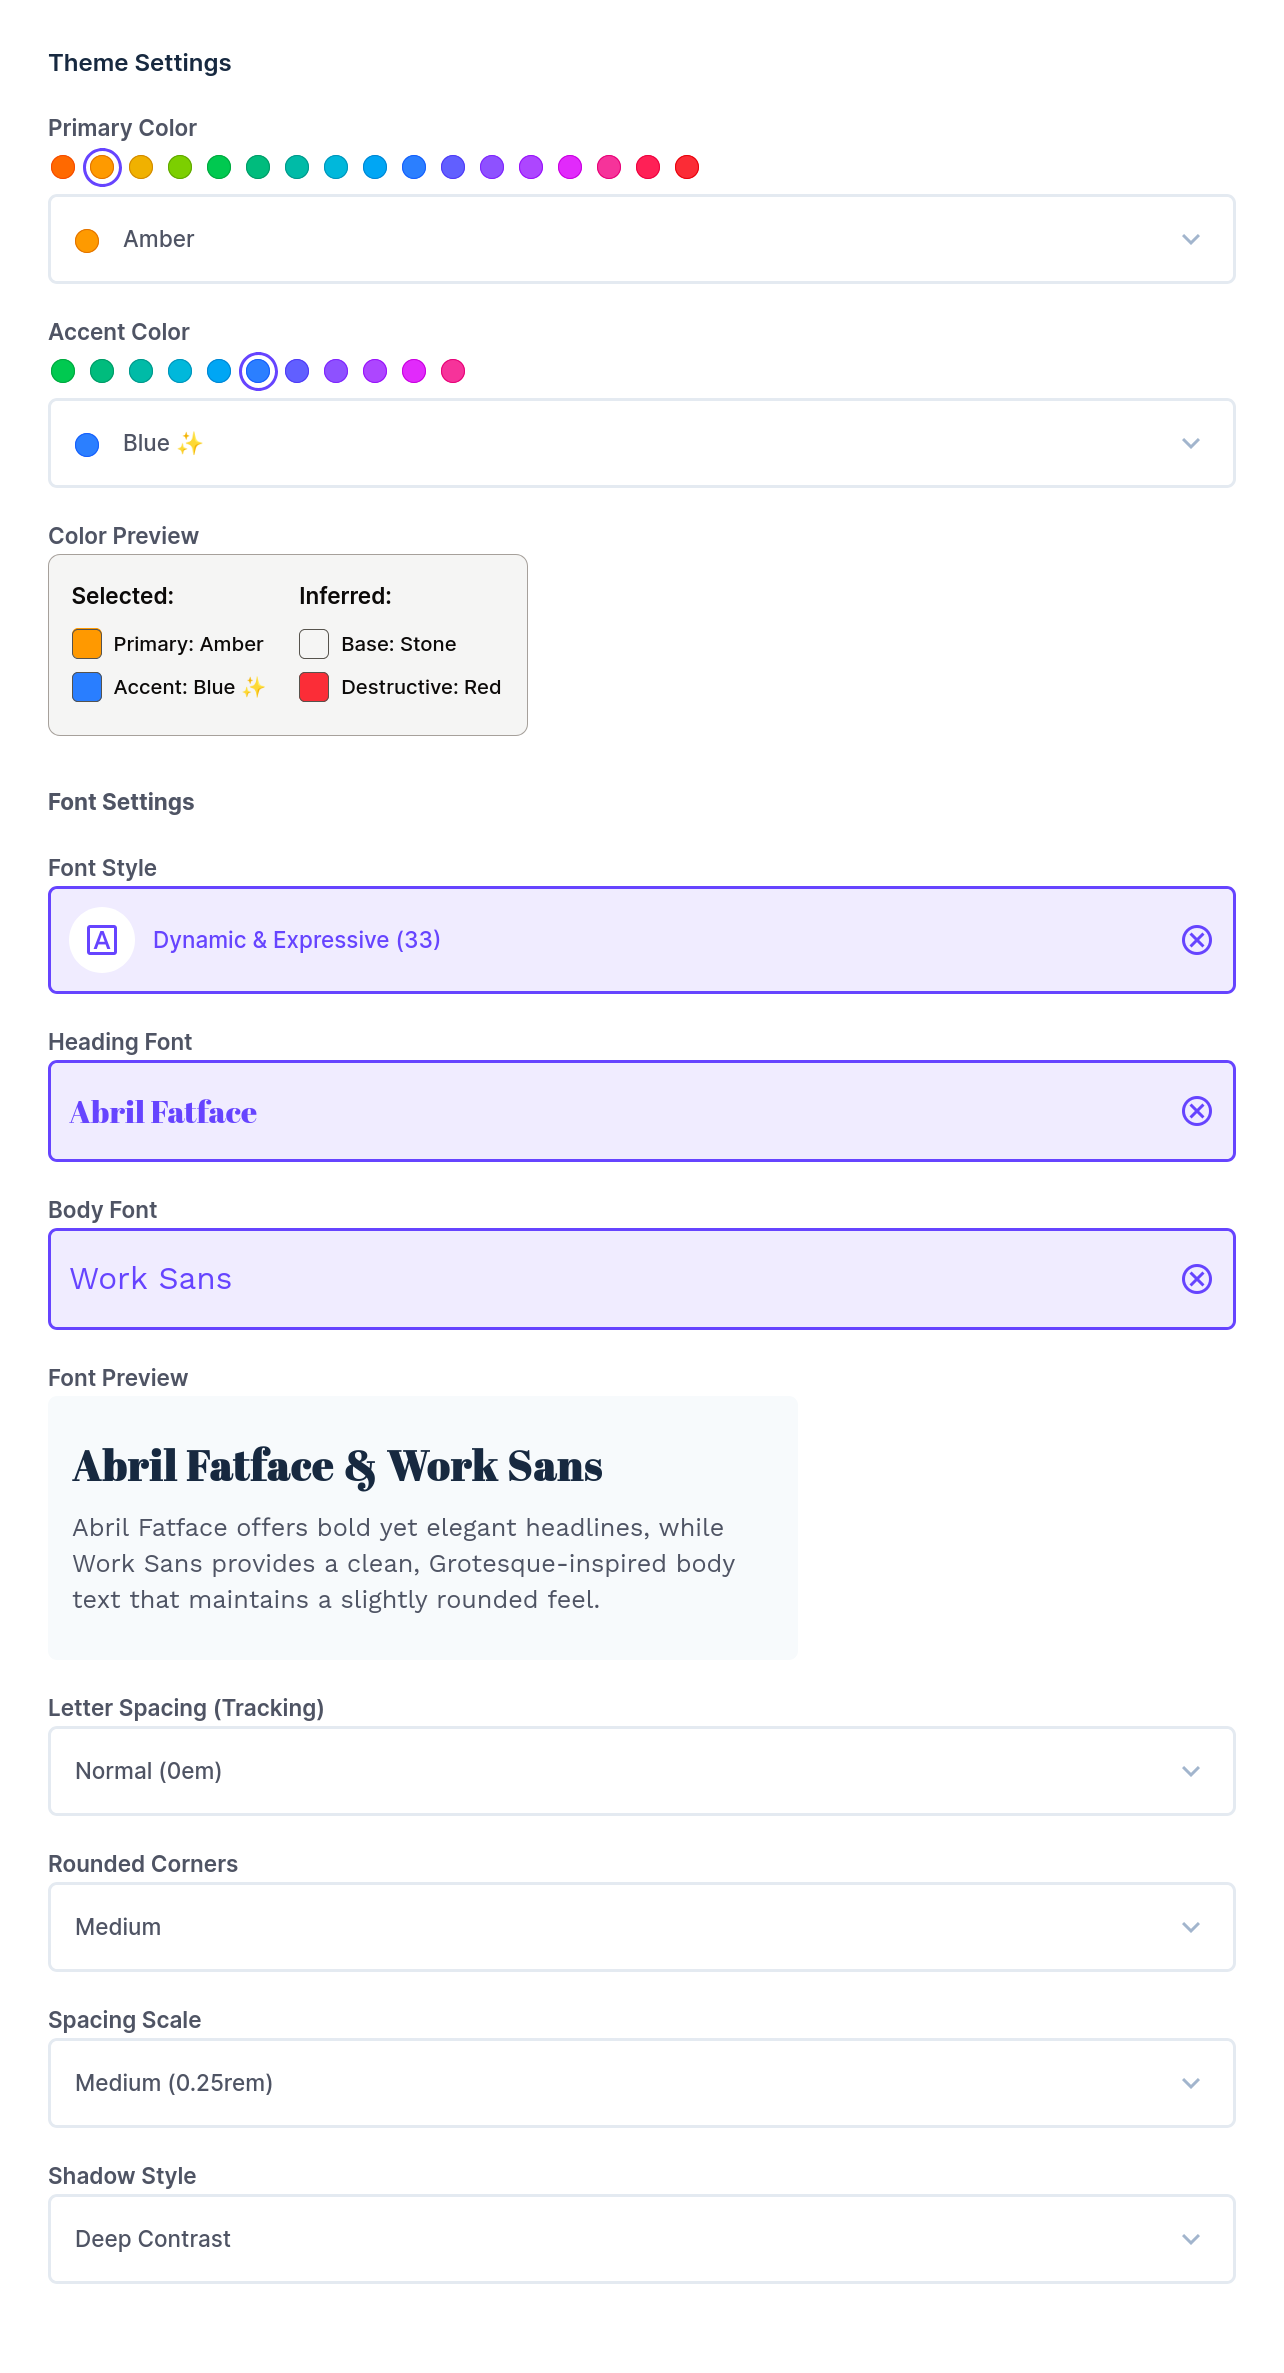 Theme Settings
Primary Color
Amber
Accent Color
Blue ✨
Color Preview
Selected:
Inferred:
Primary: Amber
Base: Stone
Accent: Blue ✨
Destructive: Red
Font Settings
Font Style
A
Dynamic & Expressive (33)
Heading Font
Abril Fatface
Body Font
Work Sans
Font Preview
Abril Fatface & Work Sans
Abril Fatface offers bold yet elegant headlines, while
Work Sans provides a clean, Grotesque-inspired body
text that maintains a slightly rounded feel.
Letter Spacing (Tracking)
Normal (0em)
Rounded Corners
Medium
Spacing Scale
Medium (0.25rem)
Shadow Style
Deep Contrast